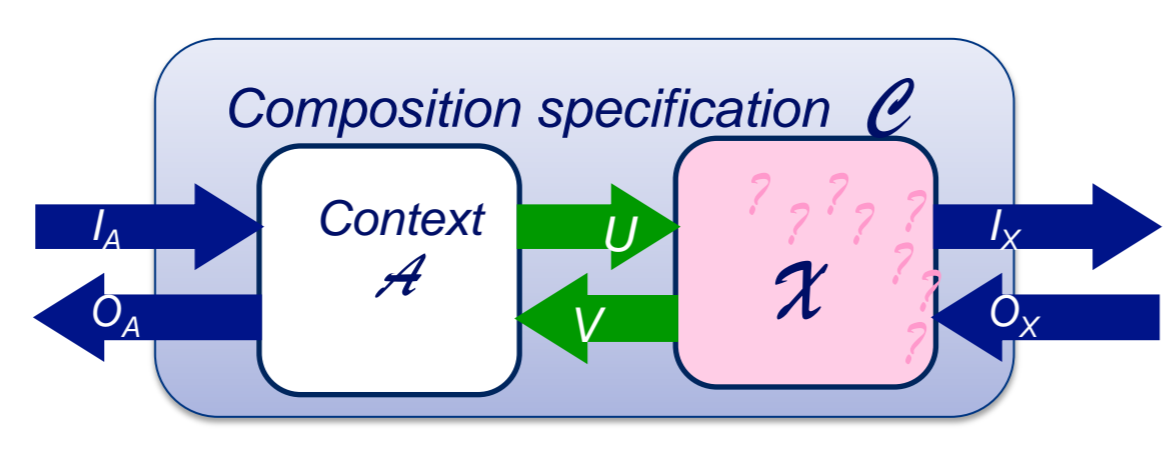 Composition specification C
Context
A
I_A
O_A
U
V
? ? ? ? ? ? ? ?
X
I_X
O_X